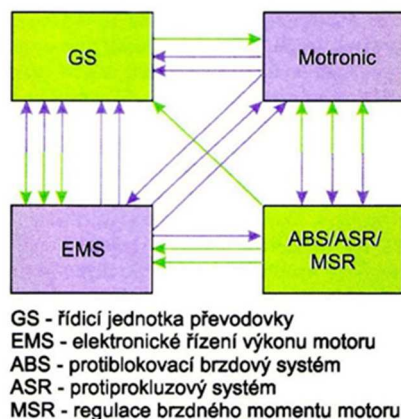 GS
Motronic
EMS
ABS/ASR/
MSR
GS - řídicí jednotka převodovky
EMS - elektronické řízení výkonu motoru
ABS - protiblokovací brzdový systém
ASR - protiprokluzový systém
MSR - regulace brzdného momentu motoru